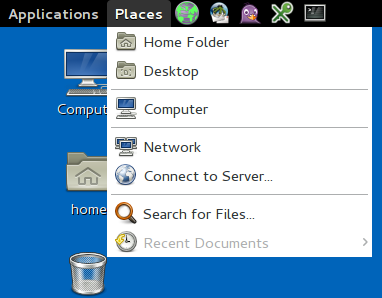 Applications Places
Home Folder
Desktop
Computer
Network
Connect to Server...
Search for Files...
Recent Documents
Comput
home